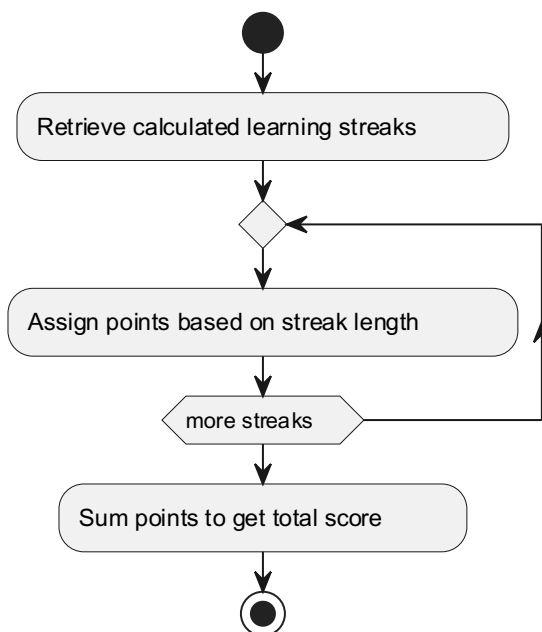 Retrieve calculated learning streaks
Assign points based on streak length
more streaks
Sum points to get total score